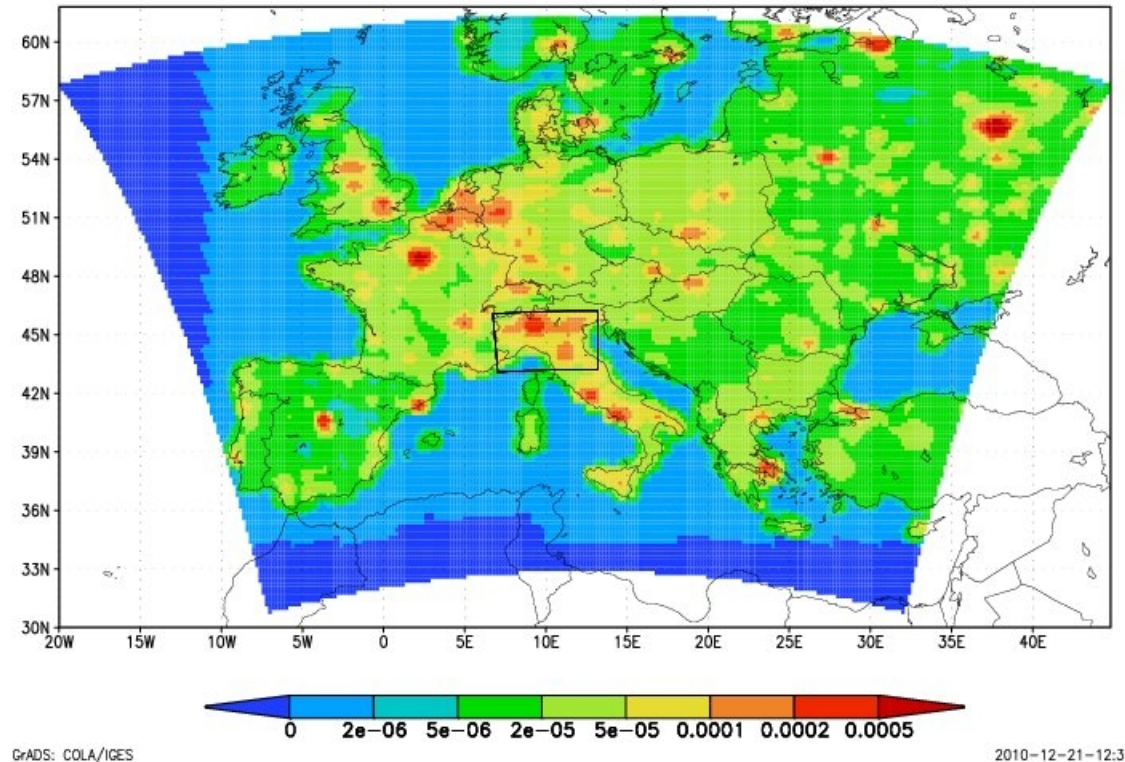 60N
57N
54N
51N
48N
45N
42N
39N
36N
33N
30N
20W 15W 10W 5W 0 5E 10E 15E 20E 25E 30E 35E 40E
0 2e-06 5e-06 2e-05 5e-05 0.0001 0.0002 0.0005
GrADS: COLA/IGES 2010-12-21-12:3